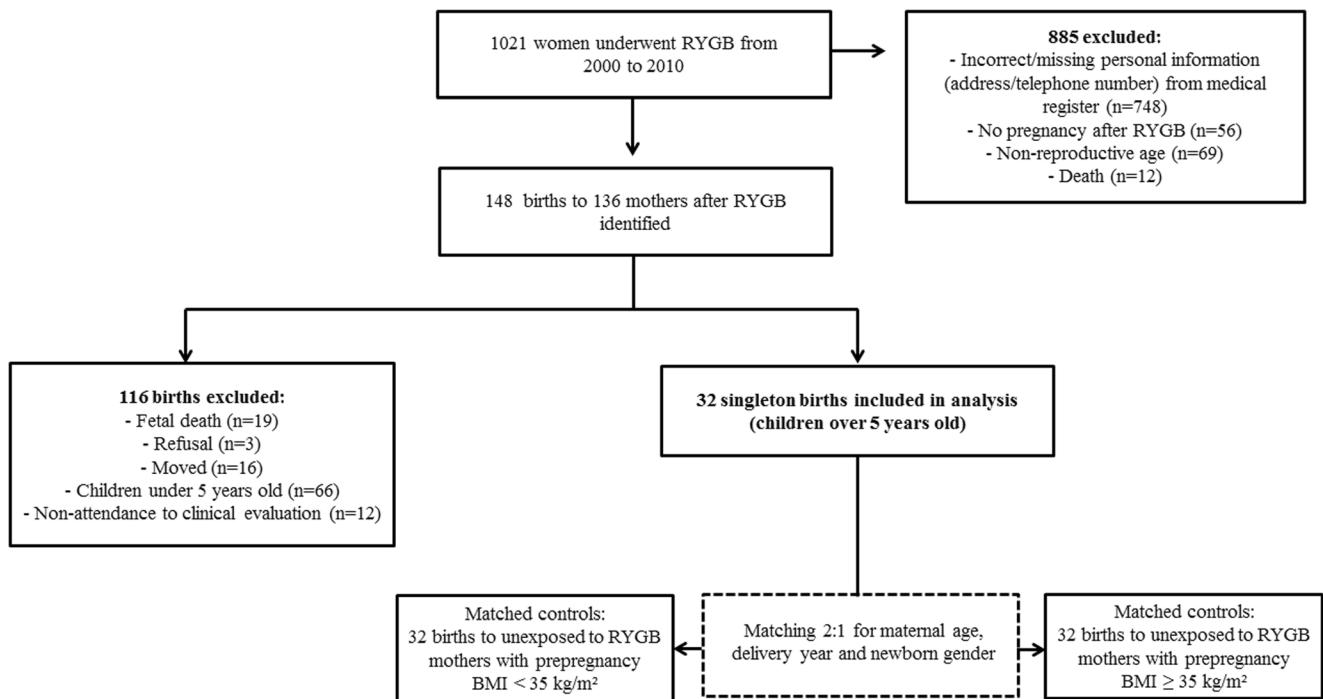 1021 women underwent RYGB from
2000 to 2010
885 excluded:
- Incorrect/missing personal information
(address/telephone number) from medical
register (n=748)
- No pregnancy after RYGB (n=56)
- Non-reproductive age (n=69)
- Death (n=12)
148 births to 136 mothers after RYGB
identified
116 births excluded:
- Fetal death (n=19)
- Refusal (n=3)
- Moved (n=16)
- Children under 5 years old (n=66)
- Non-attendance to clinical evaluation (n=12)
32 singleton births included in analysis
(children over 5 years old)
Matched controls:
32 births to unexposed to RYGB
mothers with prepregnancy
BMI < 35 kg/m²
Matching 2:1 for maternal age,
delivery year and newborn gender
Matched controls:
32 births to unexposed to RYGB
mothers with prepregnancy
BMI ≥ 35 kg/m²